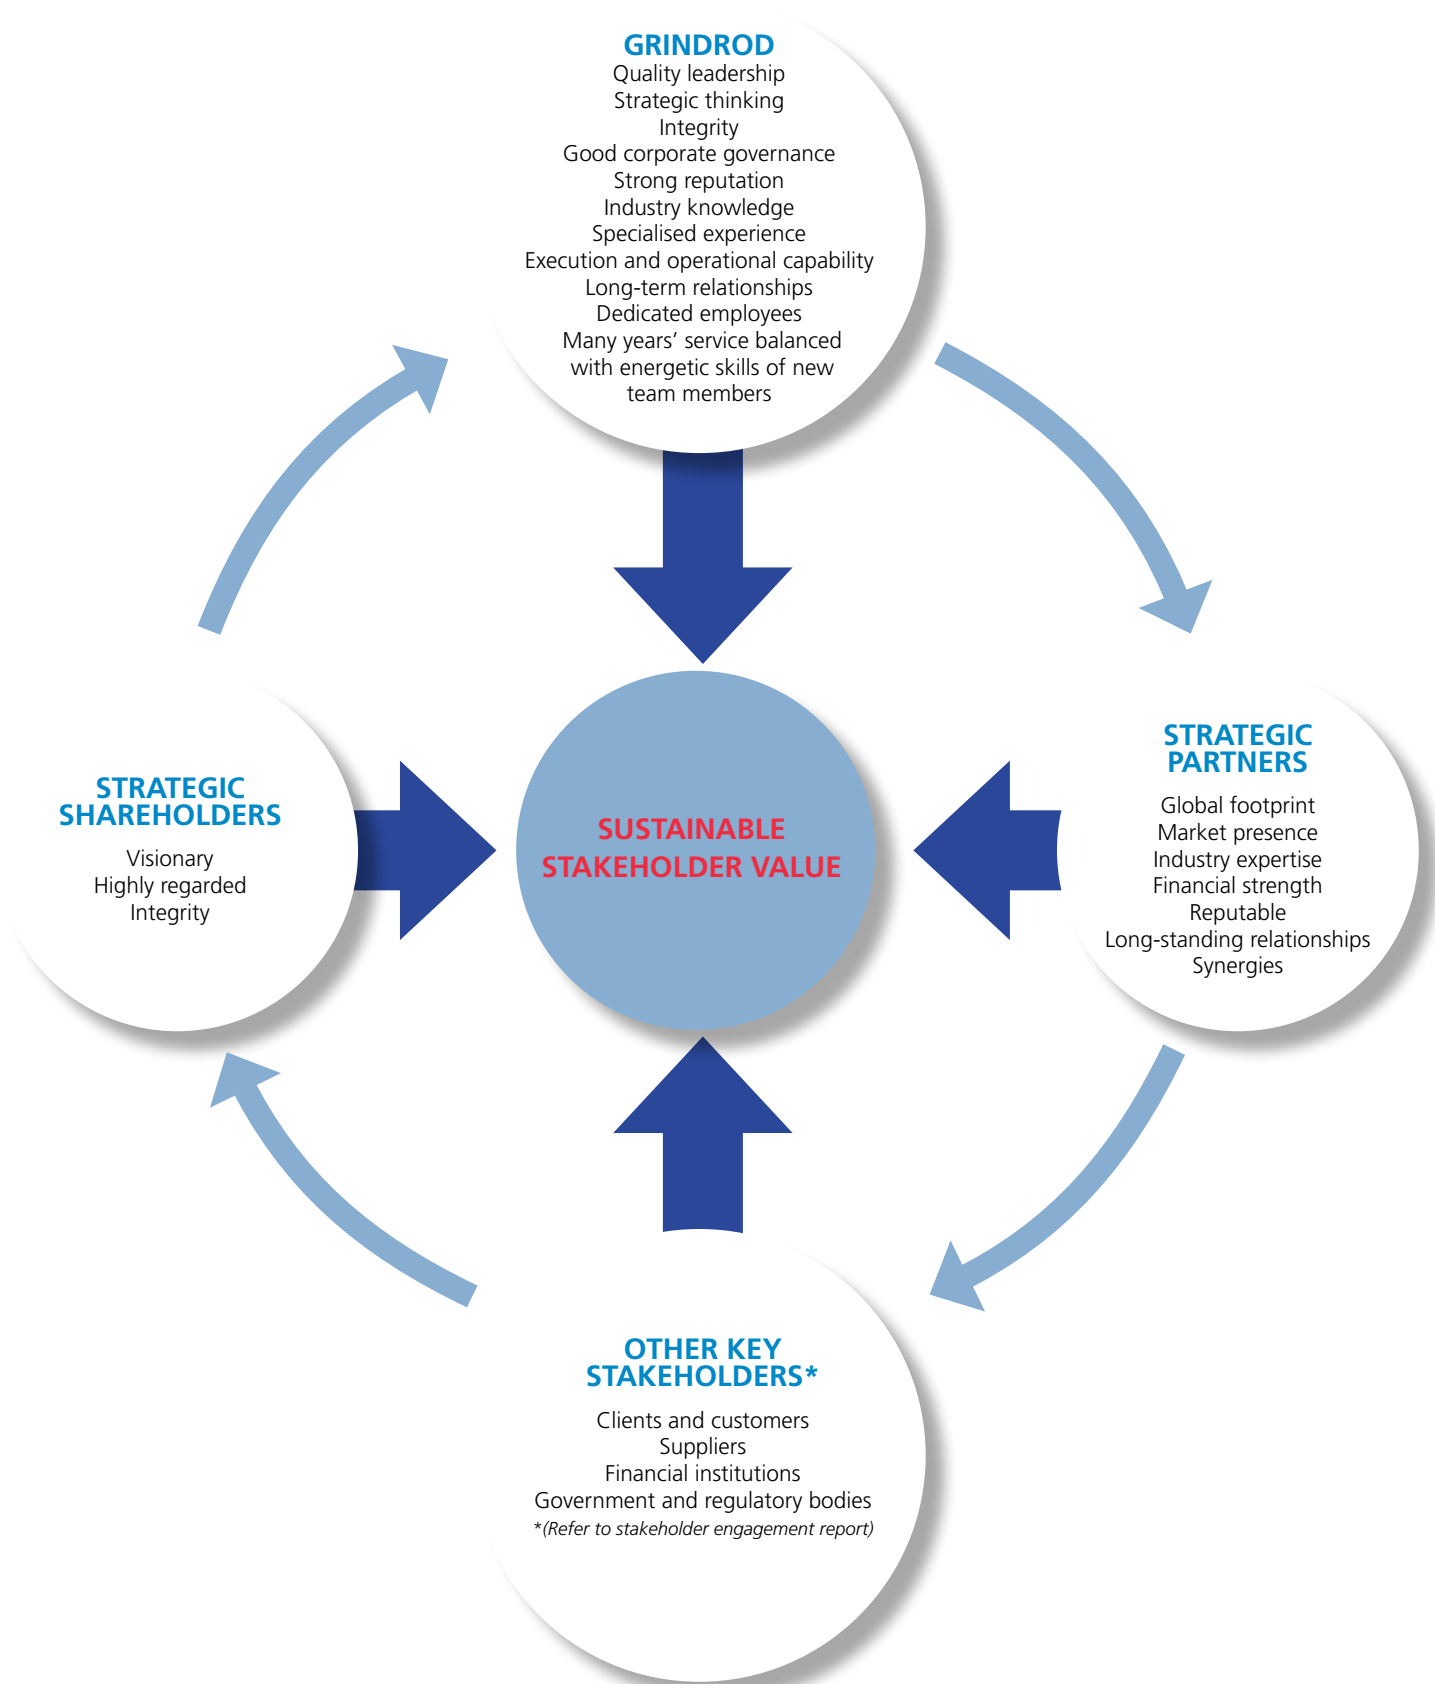 GRINDROD
Quality leadership
Strategic thinking
Integrity
Good corporate governance
Strong reputation
Industry knowledge
Specialised experience
Execution and operational capability
Long-term relationships
Dedicated employees
Many years’ service balanced
with energetic skills of new
team members
STRATEGIC
SHAREHOLDERS
Visionary
Highly regarded
Integrity
SUSTAINABLE
STAKEHOLDER VALUE
STRATEGIC
PARTNERS
Global footprint
Market presence
Industry expertise
Financial strength
Reputable
Long-standing relationships
Synergies
OTHER KEY
STAKEHOLDERS*
Clients and customers
Suppliers
Financial institutions
Government and regulatory bodies
*(Refer to stakeholder engagement report)